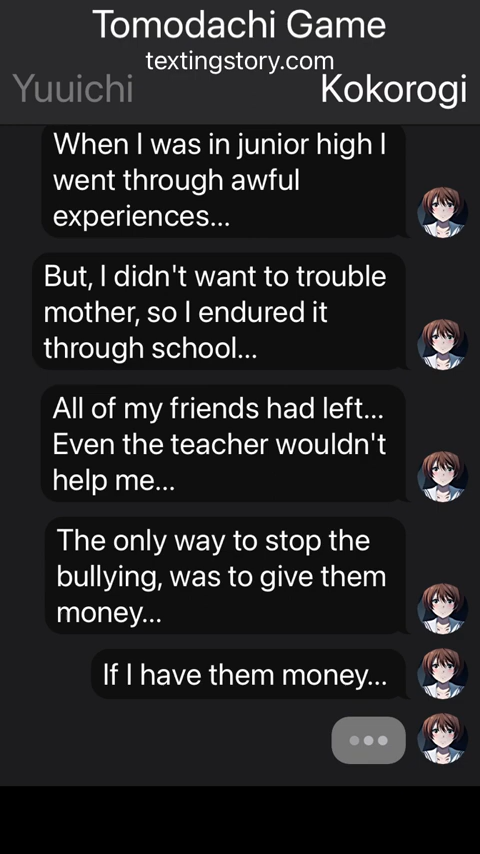 Tomodachi Game
textingstory.com
Yuuichi
Kokorogi
When I was in junior high I
went through awful
experiences...
But, I didn't want to trouble
mother, so I endured it
through school...
All of my friends had left...
Even the teacher wouldn't
help me...
The only way to stop the
bullying, was to give them
money...
If I have them money...